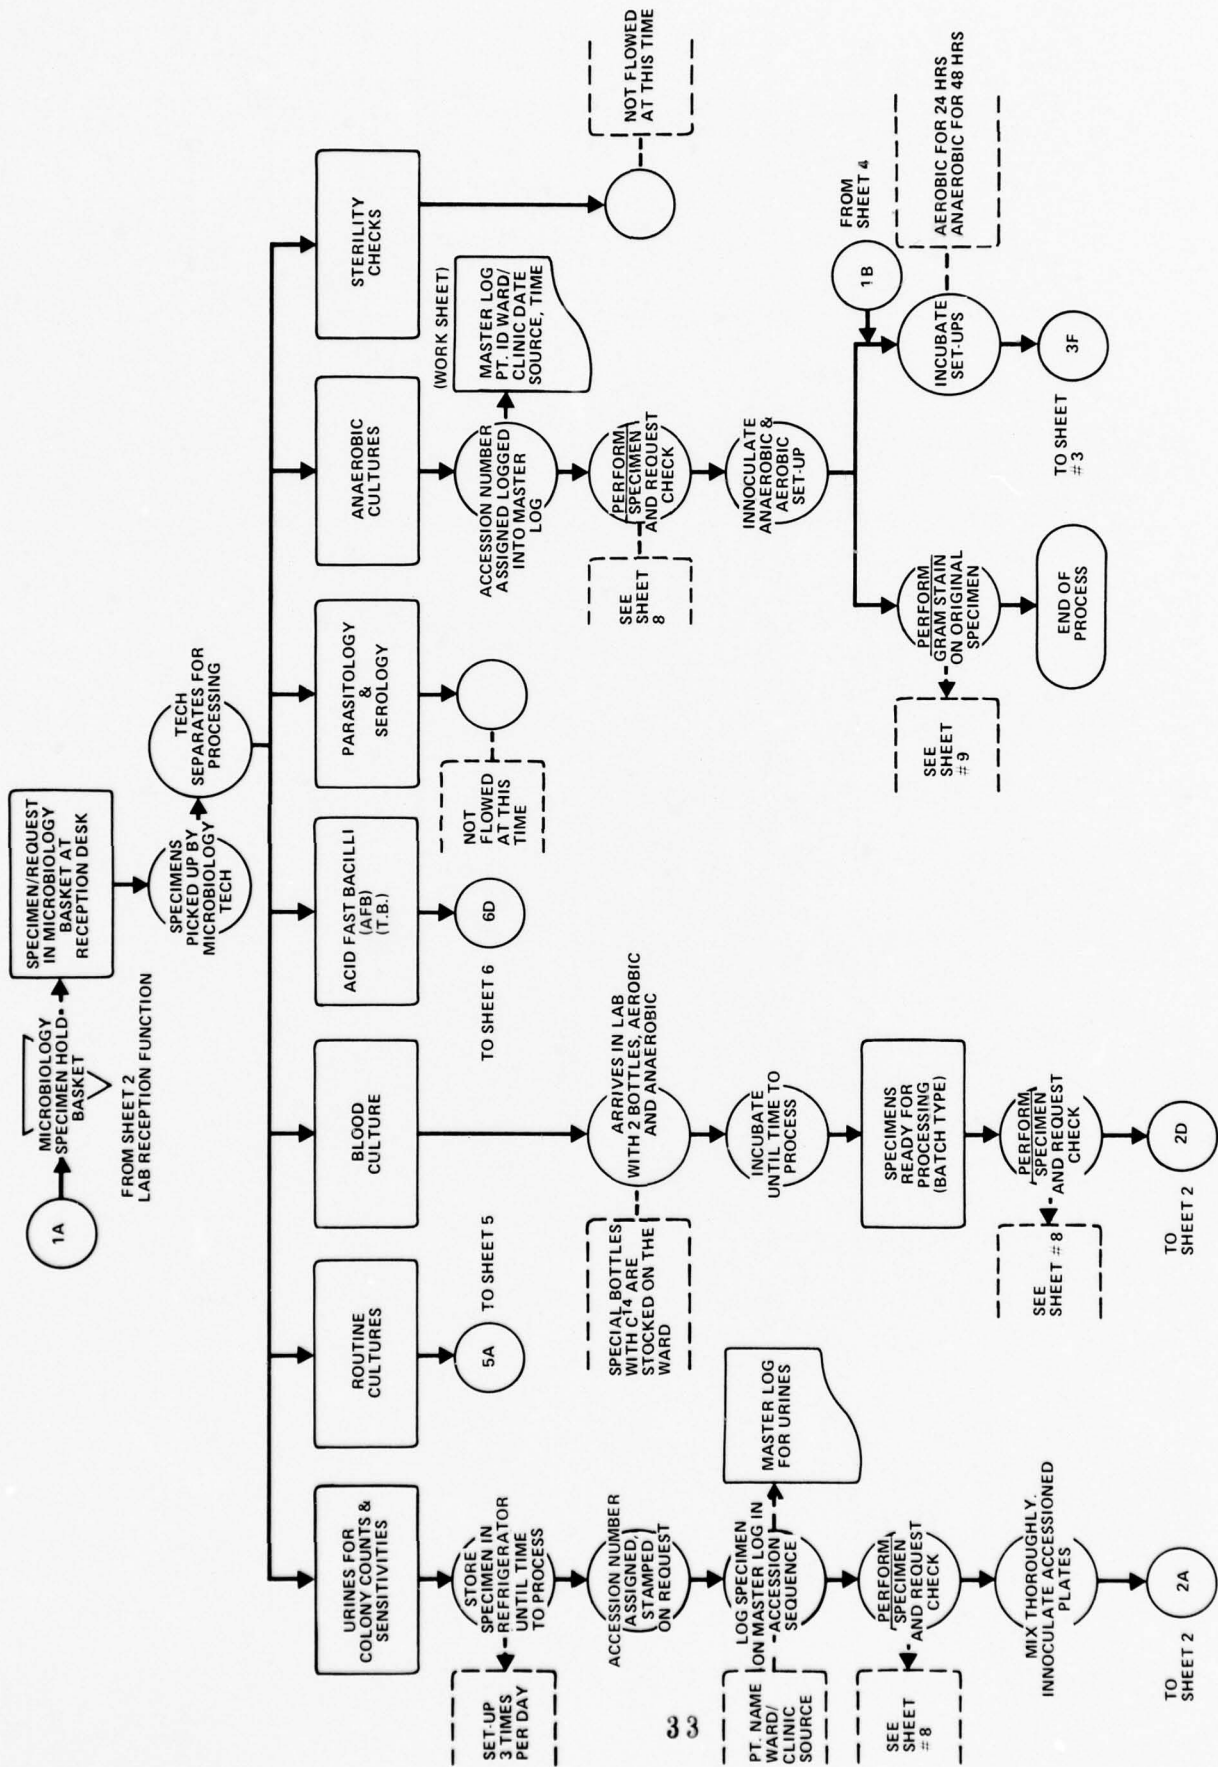 1A
MICROBIOLOGY
SPECIMEN HOLD
BASKET
FROM SHEET 2
LAB RECEPTION FUNCTION
SPECIMEN/REQUEST
IN MICROBIOLOGY
BASKET AT
RECEPTION DESK
SPECIMENS
PICKED UP BY
MICROBIOLOGY
TECH
TECH
SEPARATES FOR
PROCESSING
URINES FOR
COLONY COUNTS &
SENSITIVITIES
STORE
SPECIMEN IN
REFRIGERATOR
UNTIL TIME
TO PROCESS
SET-UP
3 TIMES
PER DAY
ACCESSION NUMBER
ASSIGNED,
STAMPED
ON REQUEST
LOG SPECIMEN
ON MASTER LOG IN
ACCESSION
SEQUENCE
PT. NAME
WARD/
CLINIC
SOURCE
MASTER LOG
FOR URINES
PERFORM
SPECIMEN
AND REQUEST
CHECK
SEE
SHEET
#8
MIX THOROUGHLY.
INNOCULATE ACCESSIONED
PLATES
2A
TO
SHEET 2
ROUTINE
CULTURES
5A
TO SHEET 5
BLOOD
CULTURE
ARRIVES IN LAB
WITH 2 BOTTLES, AEROBIC
AND ANAEROBIC
SPECIAL BOTTLES
WITH C14 ARE
STOCKED ON THE
WARD
INCUBATE
UNTIL TIME TO
PROCESS
SPECIMENS
READY FOR
PROCESSING
(BATCH TYPE)
PERFORM
SPECIMEN
AND REQUEST
CHECK
SEE
SHEET #8
2D
TO
SHEET 2
ACID FAST BACILLI
(AFB)
(T.B.)
6D
TO SHEET 6
PARASITOLOGY
&
SEROLOGY
NOT
FLOWED
AT THIS
TIME
ANAEROBIC
CULTURES
ACCESSION NUMBER
ASSIGNED LOGGED
INTO MASTER
LOG
(WORK SHEET)
MASTER LOG
PT. ID WARD/
CLINIC DATE
SOURCE, TIME
PERFORM
SPECIMEN
AND REQUEST
CHECK
SEE
SHEET
8
INNOCULATE
ANAEROBIC &
AEROBIC
SET-UP
PERFORM
GRAM STAIN
ON ORIGINAL
SPECIMEN
SEE
SHEET
#9
END OF
PROCESS
FROM
SHEET 4
1B
INCUBATE
SET-UPS
AEROBIC FOR 24 HRS
ANAEROBIC FOR 48 HRS
3F
TO SHEET
#3
STERILITY
CHECKS
NOT FLOWED
AT THIS TIME
33